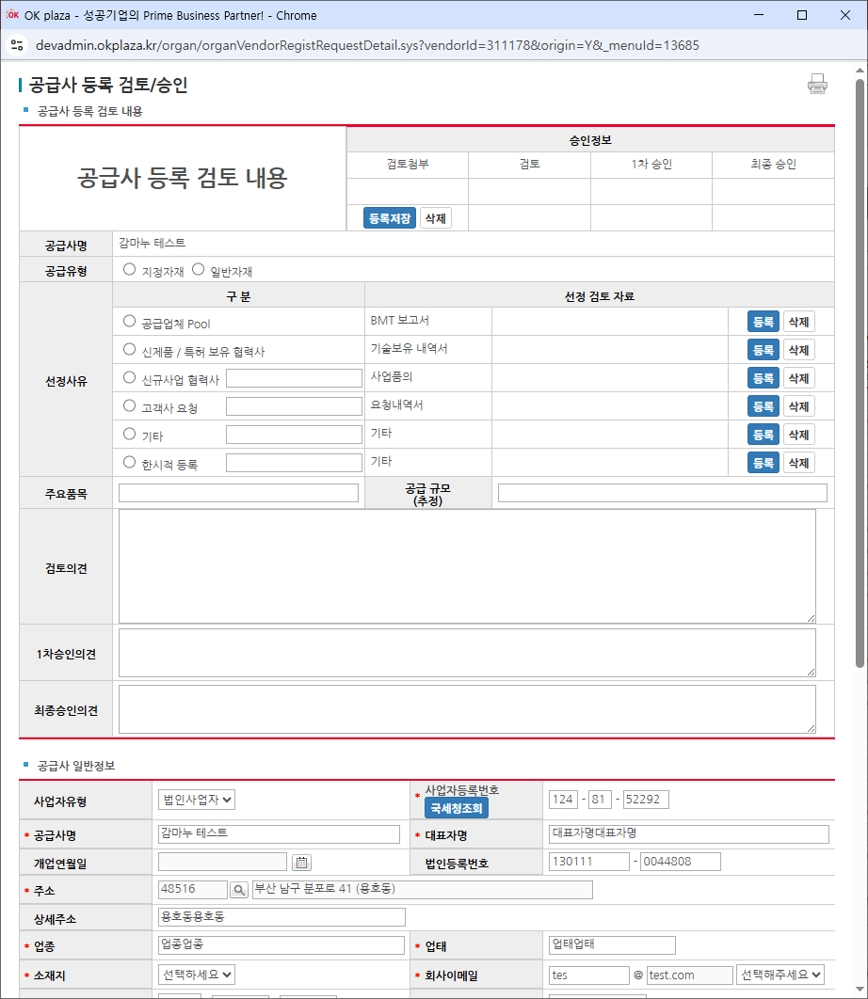 OK plaza - 성공기업의 Prime Business Partner! - Chrome
devadmin.okplaza.kr/organ/organVendorRegistRequestDetail.sys?vendorId=311178&origin=Y&_menuId=13685
공급사 등록 검토/승인
공급사 등록 검토 내용
공급사 등록 검토 내용
승인정보
검토첨부 검토 1차 승인 최종 승인
등록저장 삭제
공급사명 감마누 테스트
공급유형 지정자재 일반자재
선정사유
구 분 선정 검토 자료
공급업체 Pool BMT 보고서 등록 삭제
신제품 / 특허 보유 협력사 기술보유 내역서 등록 삭제
신규사업 협력사 사업품의 등록 삭제
고객사 요청 요청내역서 등록 삭제
기타 기타 등록 삭제
한시적 등록 기타 등록 삭제
주요품목 공급 규모
(추정)
검토의견
1차승인의견
최종승인의견
공급사 일반정보
사업자유형 법인사업자 * 사업자등록번호 124 - 81 - 52292
국세청조회
* 공급사명 감마누 테스트 * 대표자명 대표자명대표자명
개업연월일 법인등록번호 130111 - 0044808
* 주소 48516 부산 남구 분포로 41 (용호동)
상세주소 용호동용호동
* 업종 업종업종 * 업태 업태업태
* 소재지 선택하세요 * 회사이메일 tes @ test.com 선택해주세요